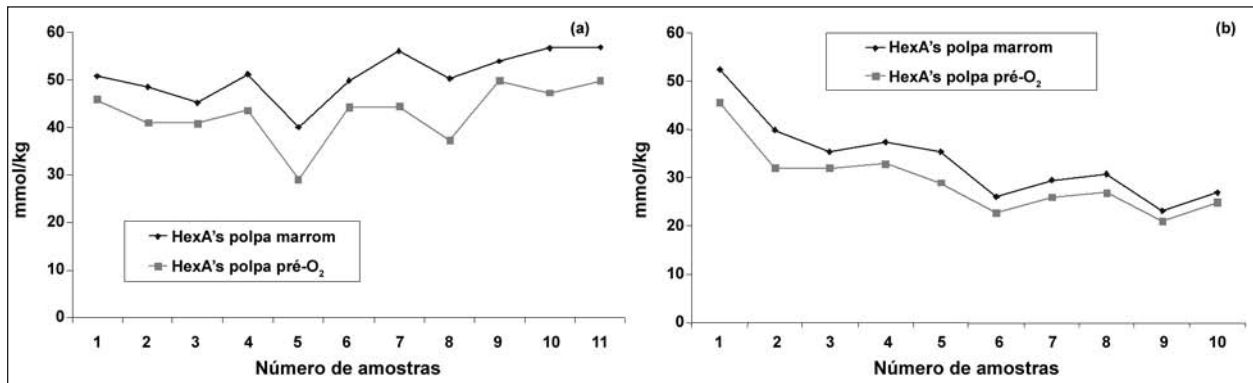 (a)
60
50
40
30
20
10
0
mmol/kg
HexA's polpa marrom
HexA's polpa pré-O₂
1 2 3 4 5 6 7 8 9 10 11
Número de amostras
(b)
60
50
40
30
20
10
0
mmol/kg
HexA's polpa marrom
HexA's polpa pré-O₂
1 2 3 4 5 6 7 8 9 10
Número de amostras